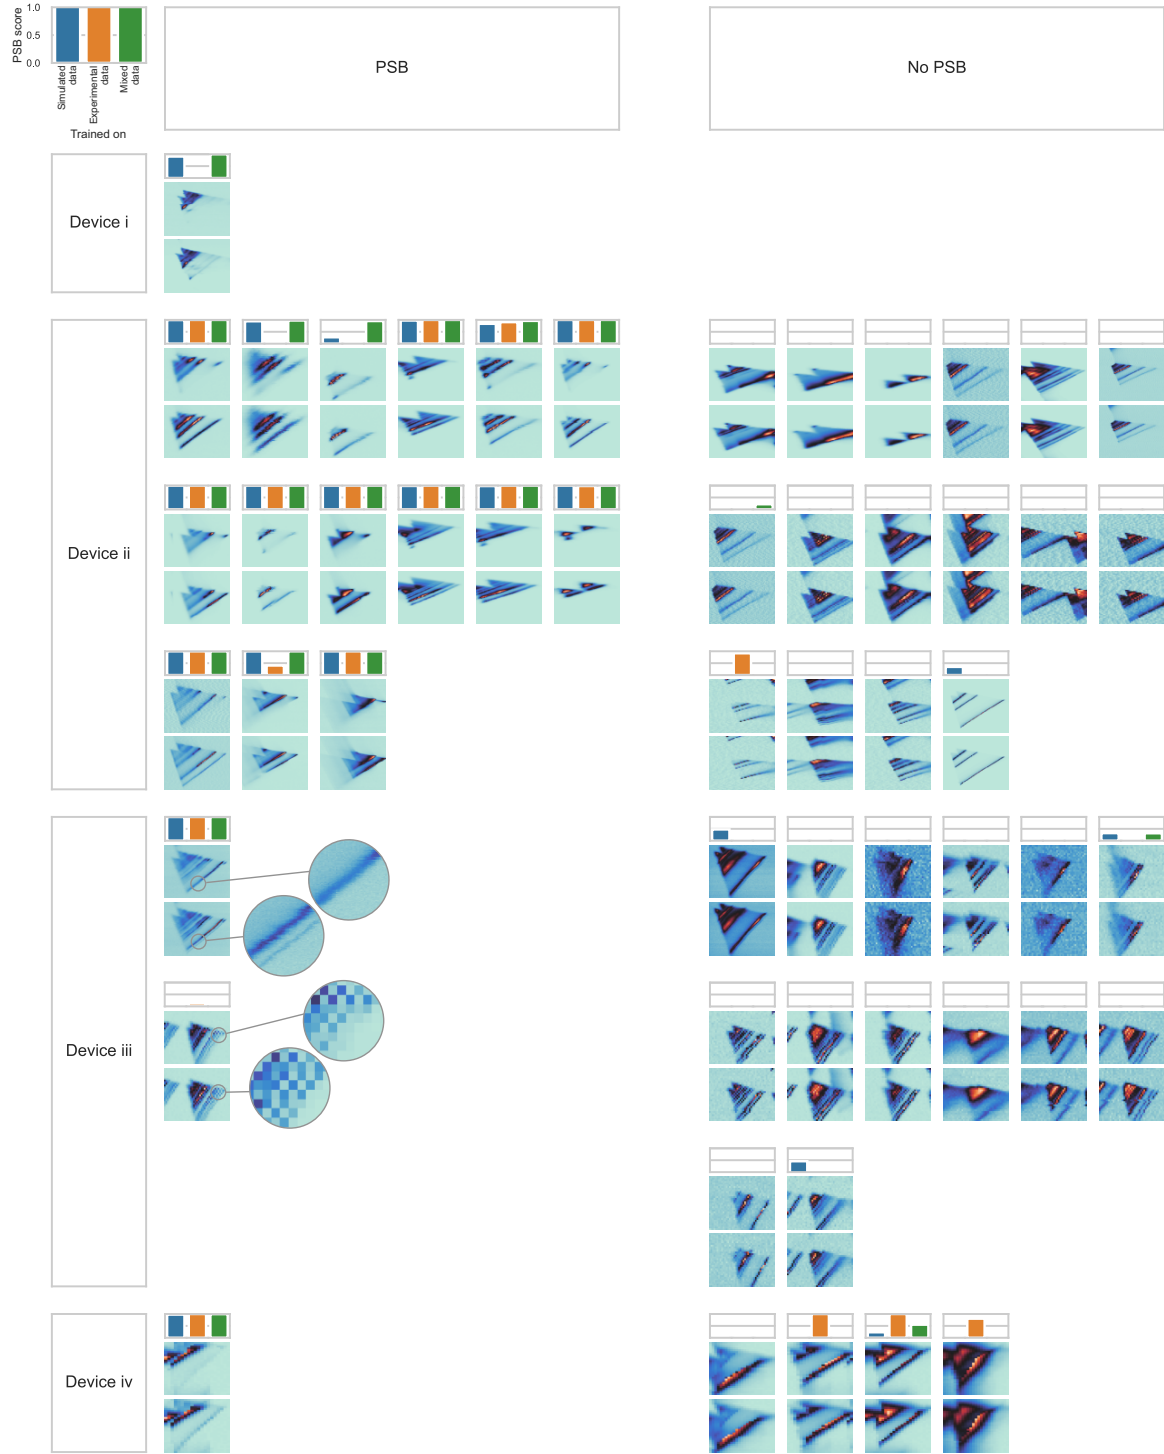 PSB score
1.0
0.5
0.0
Simulated
data
Experimental
data
Mixed
data
Trained on
PSB
No PSB
Device i
Device ii
Device iii
Device iv